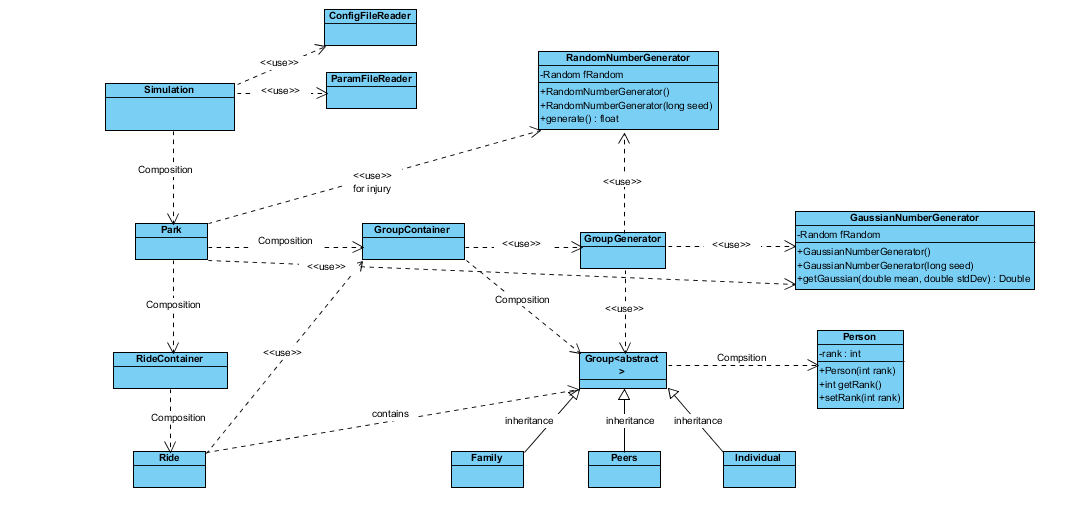 ConfigFileReader
<<use>>
ParamFileReader
<<use>>
Simulation
RandomNumberGenerator
-Random fRandom
+RandomNumberGenerator()
+RandomNumberGenerator(long seed)
+generate() : float
Composition
<<use>>
for injury
<<use>>
Park
Composition
GroupContainer
<<use>>
GroupGenerator
<<use>>
GaussianNumberGenerator
-Random fRandom
+GaussianNumberGenerator()
+GaussianNumberGenerator(long seed)
+getGaussian(double mean, double stdDev) : Double
<<use>>
Composition
Composition
<<use>>
RideContainer
<<use>>
Group<abstract
>
Compsition
Person
-rank : int
+Person(int rank)
+int getRank()
+setRank(int rank)
Composition
contains
inheritance
inheritance
inheritance
Ride
Family
Peers
Individual